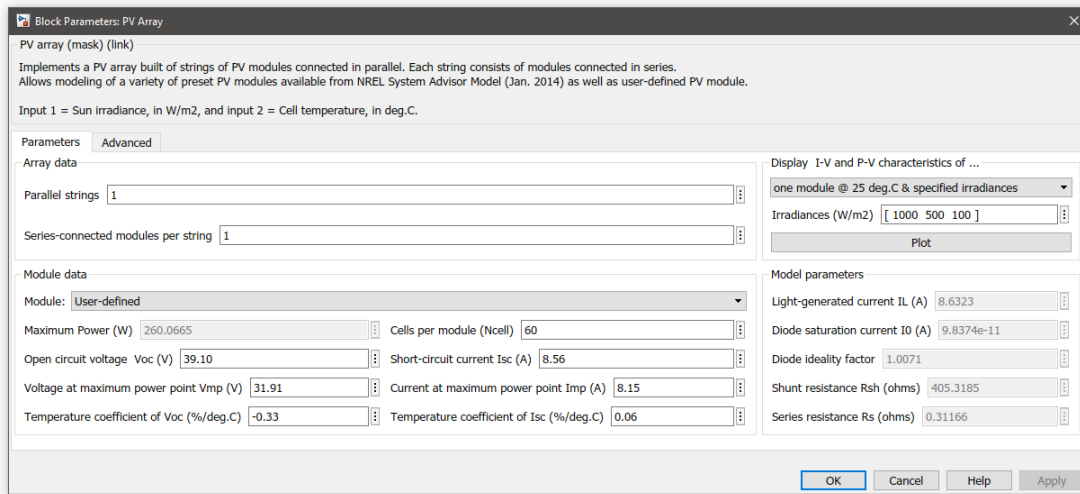 Block Parameters: PV Array
PV array (mask) (link)
Implements a PV array built of strings of PV modules connected in parallel. Each string consists of modules connected in series.
Allows modeling of a variety of preset PV modules available from NREL System Advisor Model (Jan. 2014) as well as user-defined PV module.
Input 1 = Sun irradiance, in W/m2, and input 2 = Cell temperature, in deg.C.
Parameters Advanced
Array data
Parallel strings 1
Series-connected modules per string 1
Display I-V and P-V characteristics of ...
one module @ 25 deg.C & specified irradiances
Irradiances (W/m2) [ 1000 500 100 ]
Plot
Module data
Module: User-defined
Maximum Power (W) 260.0665 Cells per module (Ncell) 60
Open circuit voltage Voc (V) 39.10 Short-circuit current Isc (A) 8.56
Voltage at maximum power point Vmp (V) 31.91 Current at maximum power point Imp (A) 8.15
Temperature coefficient of Voc (%/deg.C) -0.33 Temperature coefficient of Isc (%/deg.C) 0.06
Model parameters
Light-generated current IL (A) 8.6323
Diode saturation current I0 (A) 9.8374e-11
Diode ideality factor 1.0071
Shunt resistance Rsh (ohms) 405.3185
Series resistance Rs (ohms) 0.31166
OK Cancel Help Apply